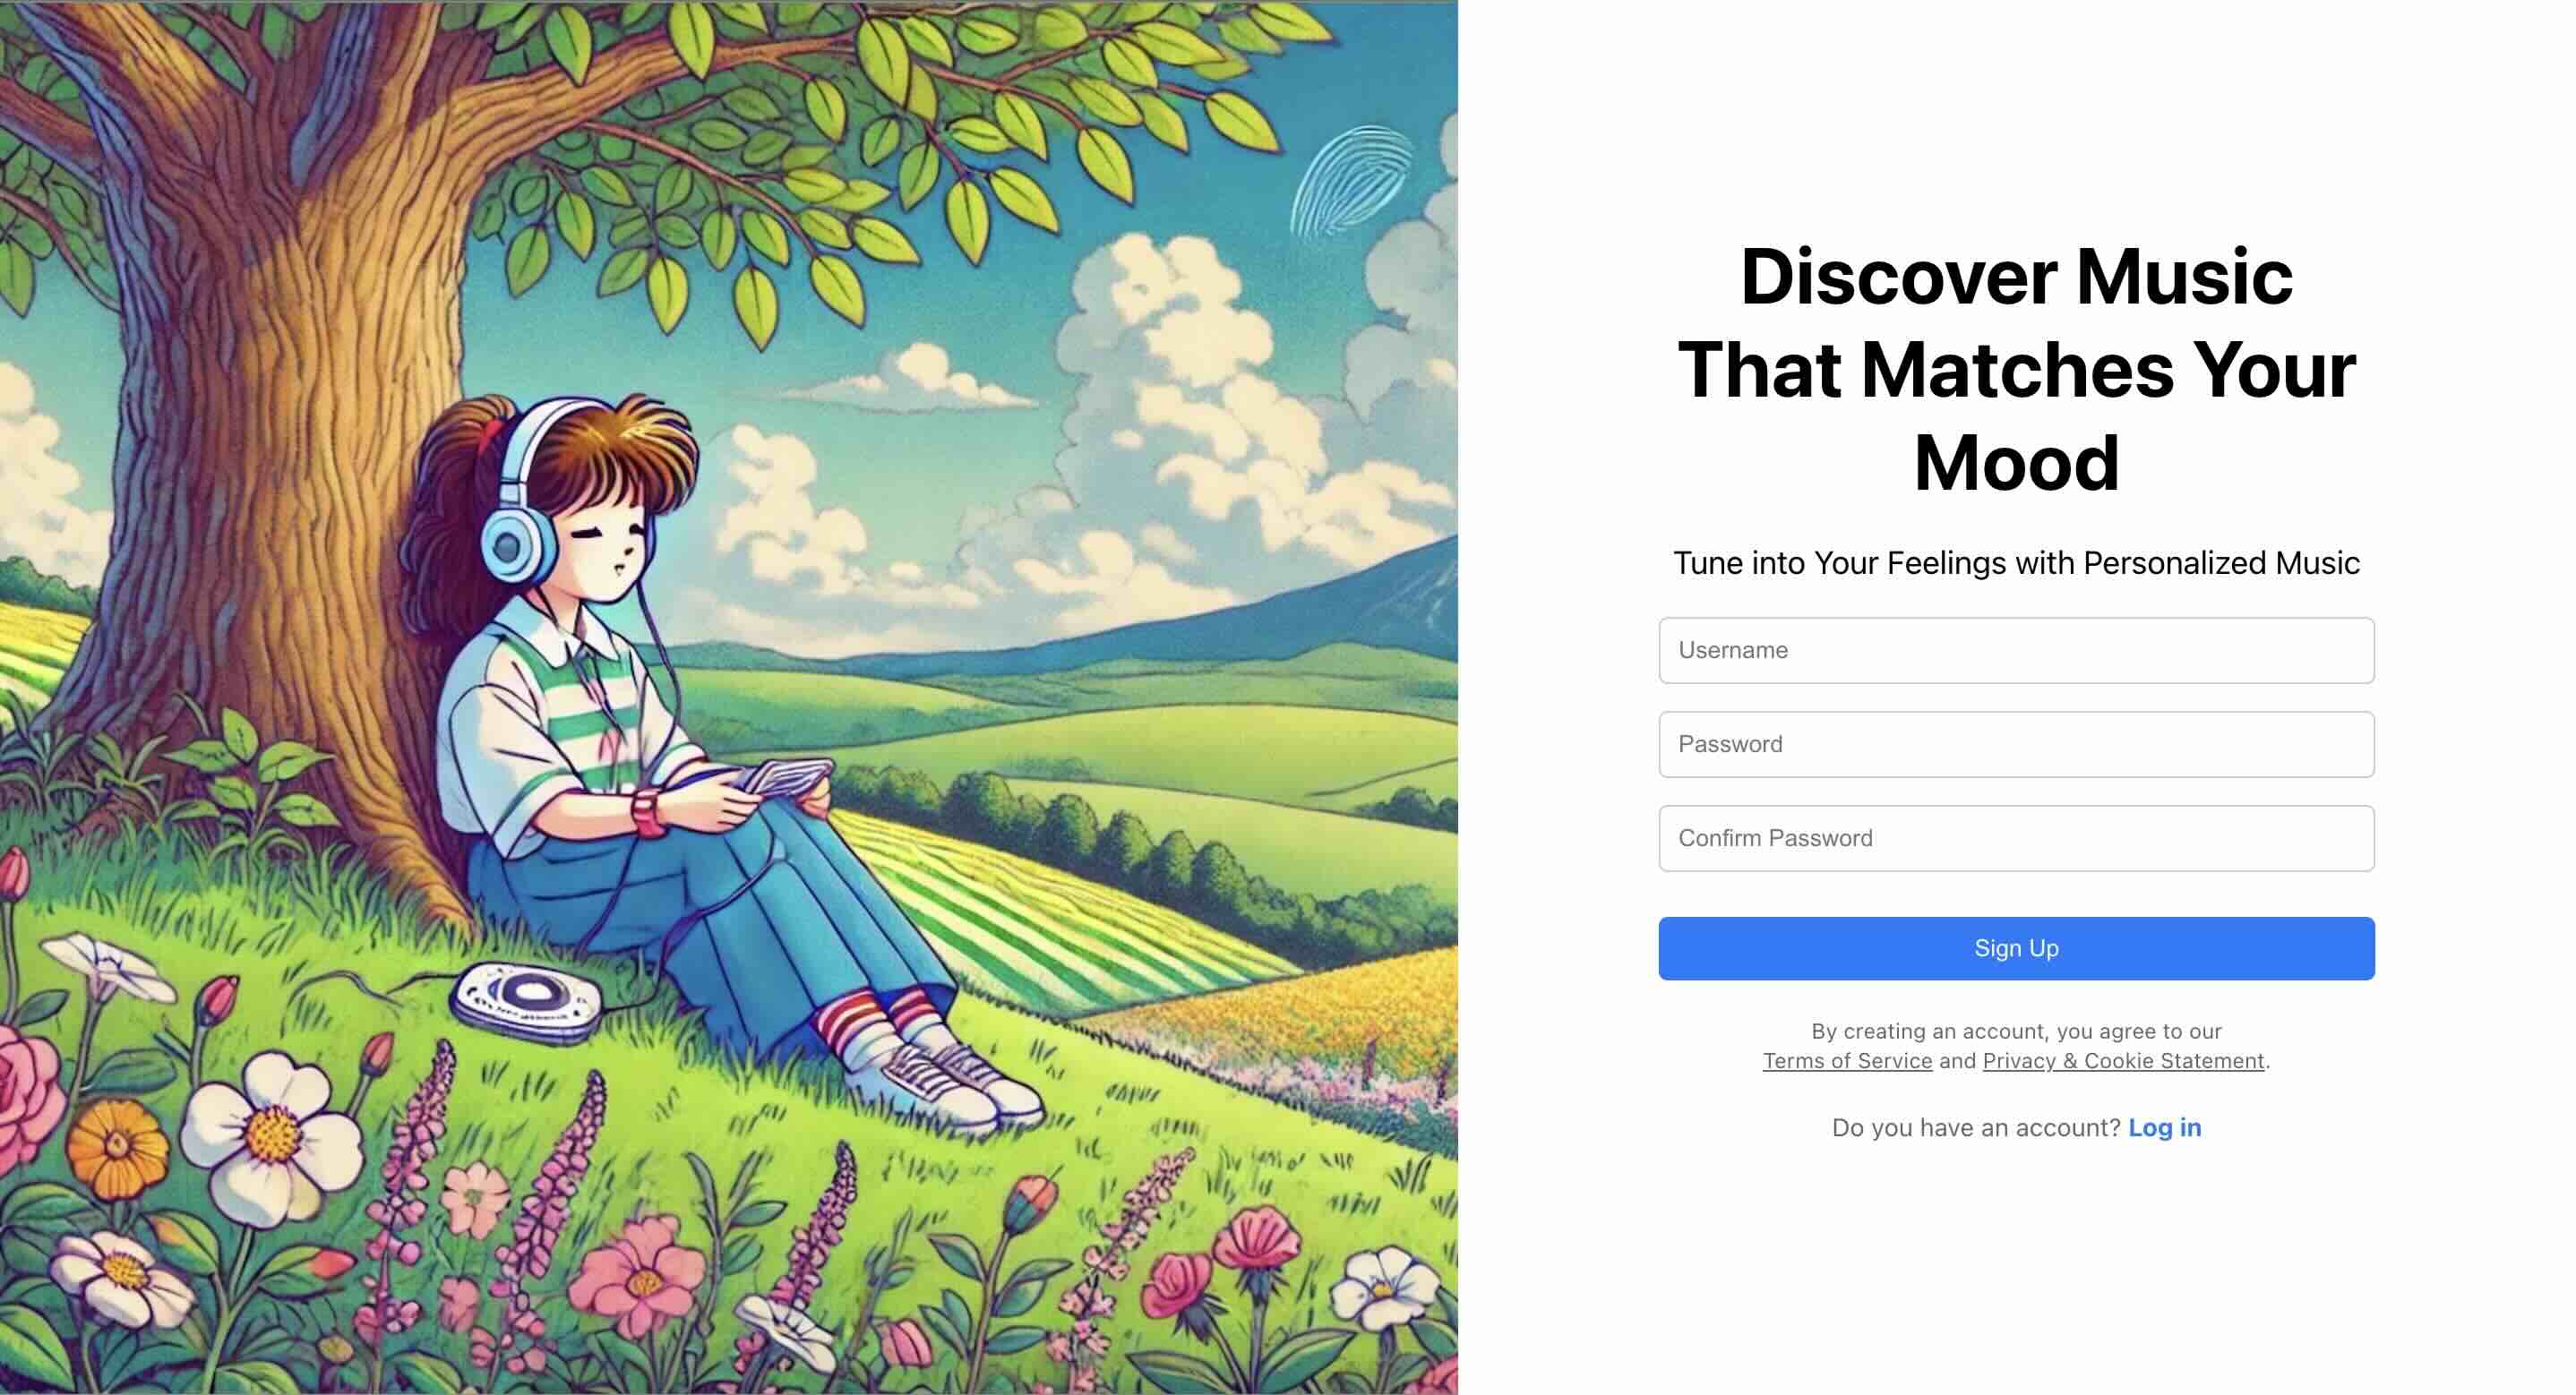 Discover Music
That Matches Your
Mood
Tune into Your Feelings with Personalized Music
Username
Password
Confirm Password
Sign Up
By creating an account, you agree to our
Terms of Service and Privacy & Cookie Statement.
Do you have an account? Log in